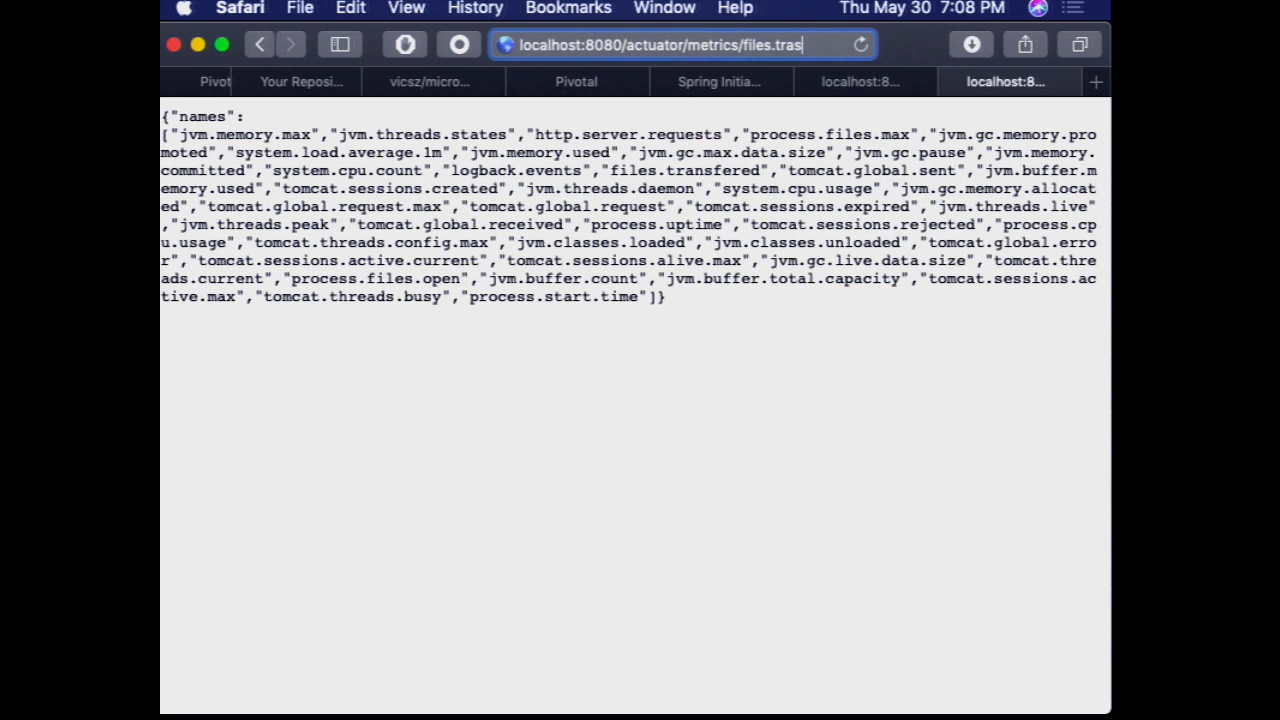 Safari File Edit View History Bookmarks Window Help Thu May 30 7:08 PM
localhost:8080/actuator/metrics/files.tras
Pivot Your Reposi... vicsz/micro... Pivotal Spring Initia... localhost:8... localhost:8... +
{"names":
["jvm.memory.max","jvm.threads.states","http.server.requests","process.files.max","jvm.gc.memory.pro
moted","system.load.average.1m","jvm.memory.used","jvm.gc.max.data.size","jvm.gc.pause","jvm.memory.
committed","system.cpu.count","logback.events","files.transfered","tomcat.global.sent","jvm.buffer.m
emory.used","tomcat.sessions.created","jvm.threads.daemon","system.cpu.usage","jvm.gc.memory.allocat
ed","tomcat.global.request.max","tomcat.global.request","tomcat.sessions.expired","jvm.threads.live"
,"jvm.threads.peak","tomcat.global.received","process.uptime","tomcat.sessions.rejected","process.cp
u.usage","tomcat.threads.config.max","jvm.classes.loaded","jvm.classes.unloaded","tomcat.global.erro
r","tomcat.sessions.active.current","tomcat.sessions.alive.max","jvm.gc.live.data.size","tomcat.thre
ads.current","process.files.open","jvm.buffer.count","jvm.buffer.total.capacity","tomcat.sessions.ac
tive.max","tomcat.threads.busy","process.start.time"]}